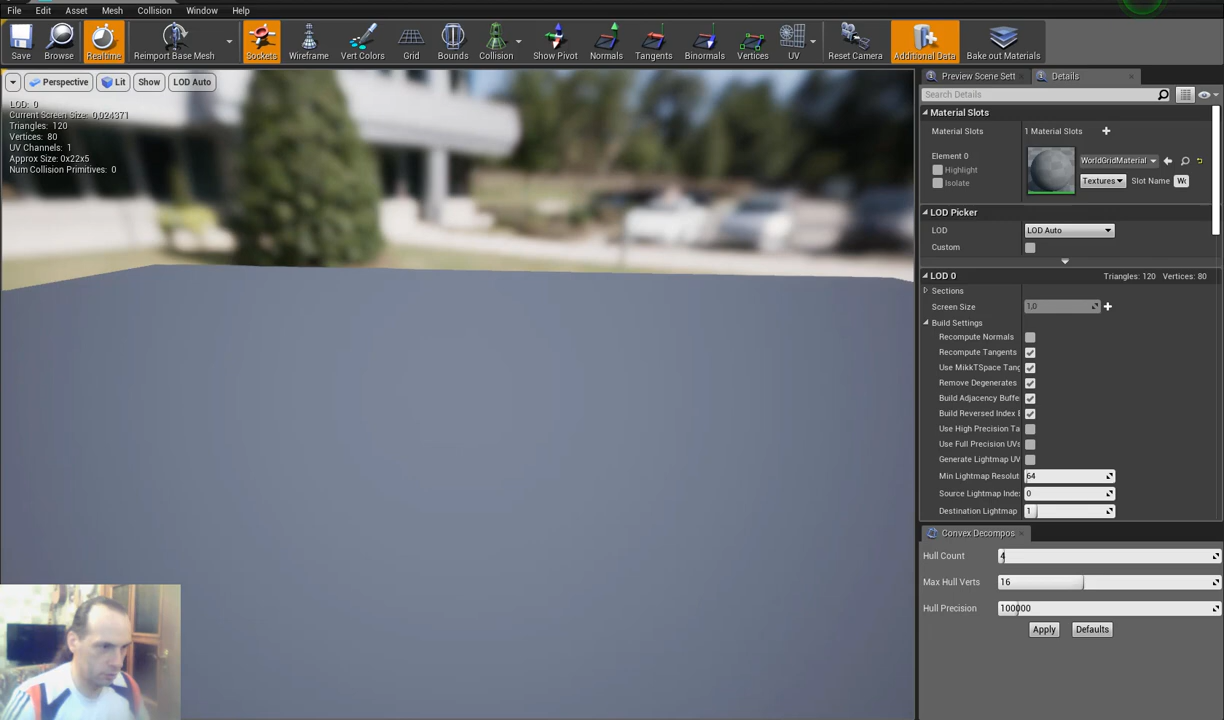 File Edit Asset Mesh Collision Window Help
Save Browse Realtime Reimport Base Mesh Sockets Wireframe Vert Colors Grid Bounds Collision Show Pivot Normals Tangents Binormals Vertices UV Reset Camera Additional Data Bake out Materials
Perspective Lit Show LOD Auto
LOD: 0
Current Screen Size: 0,024371
Triangles: 120
Vertices: 80
UV Channels: 1
Approx Size: 0x22x5
Num Collision Primitives: 0
Preview Scene Sett Details
Search Details
Material Slots
Material Slots 1 Material Slots
Element 0
Highlight
Isolate
WorldGridMaterial
Textures Slot Name Wc
LOD Picker
LOD LOD Auto
Custom
LOD 0 Triangles: 120 Vertices: 80
Sections
Screen Size 1,0
Build Settings
Recompute Normals
Recompute Tangents
Use MikkTSpace Tang
Remove Degenerates
Build Adjacency Buffe
Build Reversed Index E
Use High Precision Ta
Use Full Precision UVs
Generate Lightmap UV
Min Lightmap Resolut 64
Source Lightmap Inde: 0
Destination Lightmap 1
Convex Decompos
Hull Count 4
Max Hull Verts 16
Hull Precision 100000
Apply Defaults